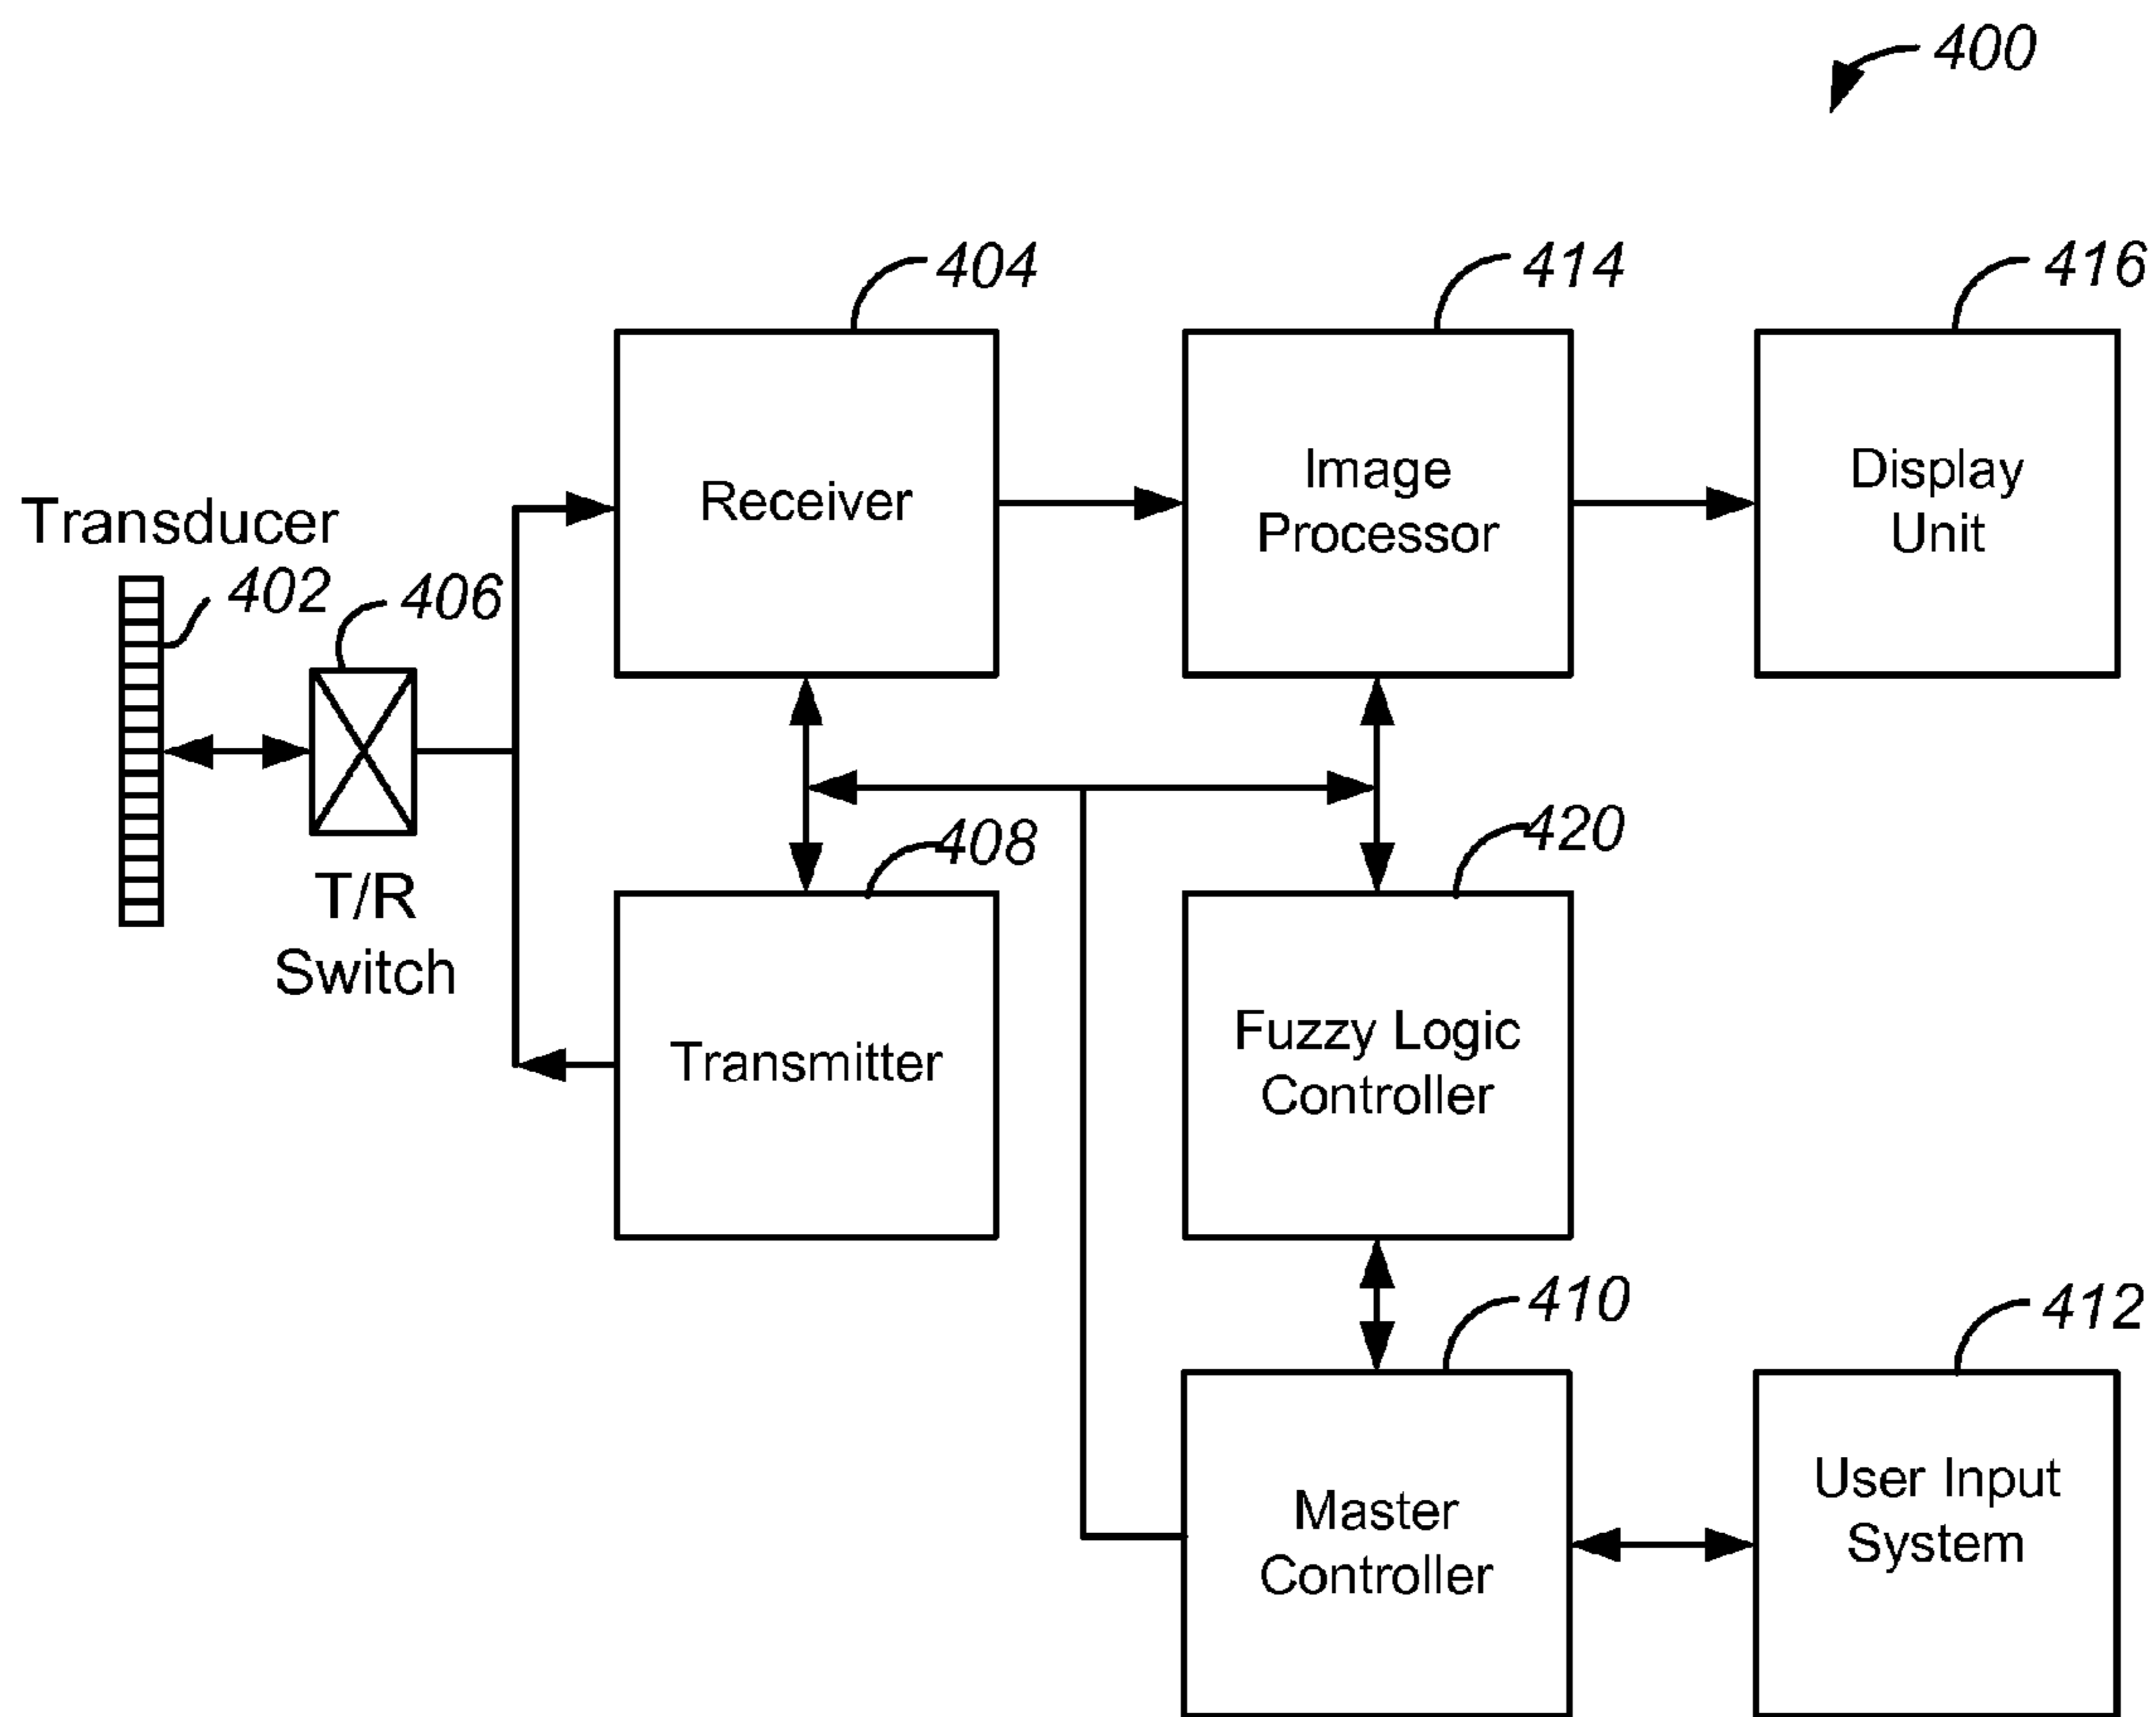 400
404
414
416
Transducer
402
406
Receiver
Image
Processor
Display
Unit
T/R
Switch
408
420
Transmitter
Fuzzy Logic
Controller
410
412
Master
Controller
User Input
System